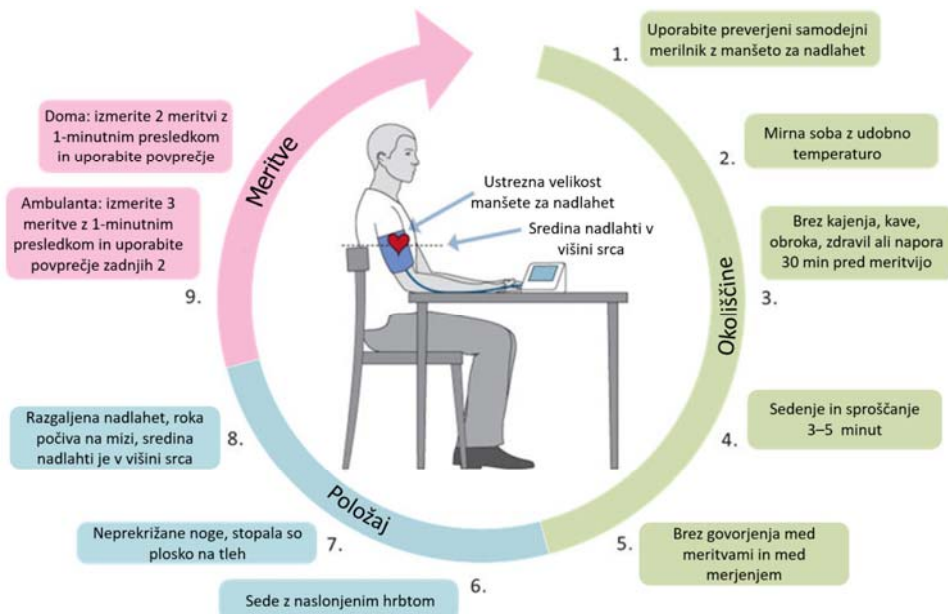 1.
Uporabite preverjeni samodejni
merilnik z manšeto za nadlahet
2.
Mirna soba z udobno
temperaturo
3.
Brez kajenja, kave,
obroka, zdravil ali napora
30 min pred meritvijo
4.
Sedenje in sproščanje
3–5 minut
5.
Brez govorjenja med
meritvami in med
merjenjem
Okoliščine
6.
Sede z naslonjenim hrbtom
7.
Neprekrižane noge, stopala so
plosko na tleh
8.
Razgaljena nadlahet, roka
počiva na mizi, sredina
nadlahti je v višini srca
Položaj
9.
Doma: izmerite 2 meritvi z
1-minutnim presledkom
in uporabite povprečje
Ambulanta: izmerite 3
meritve z 1-minutnim
presledkom in uporabite
povprečje zadnjih 2
Meritve
Ustrezna velikost
manšete za nadlahet
Sredina nadlahti v
višini srca